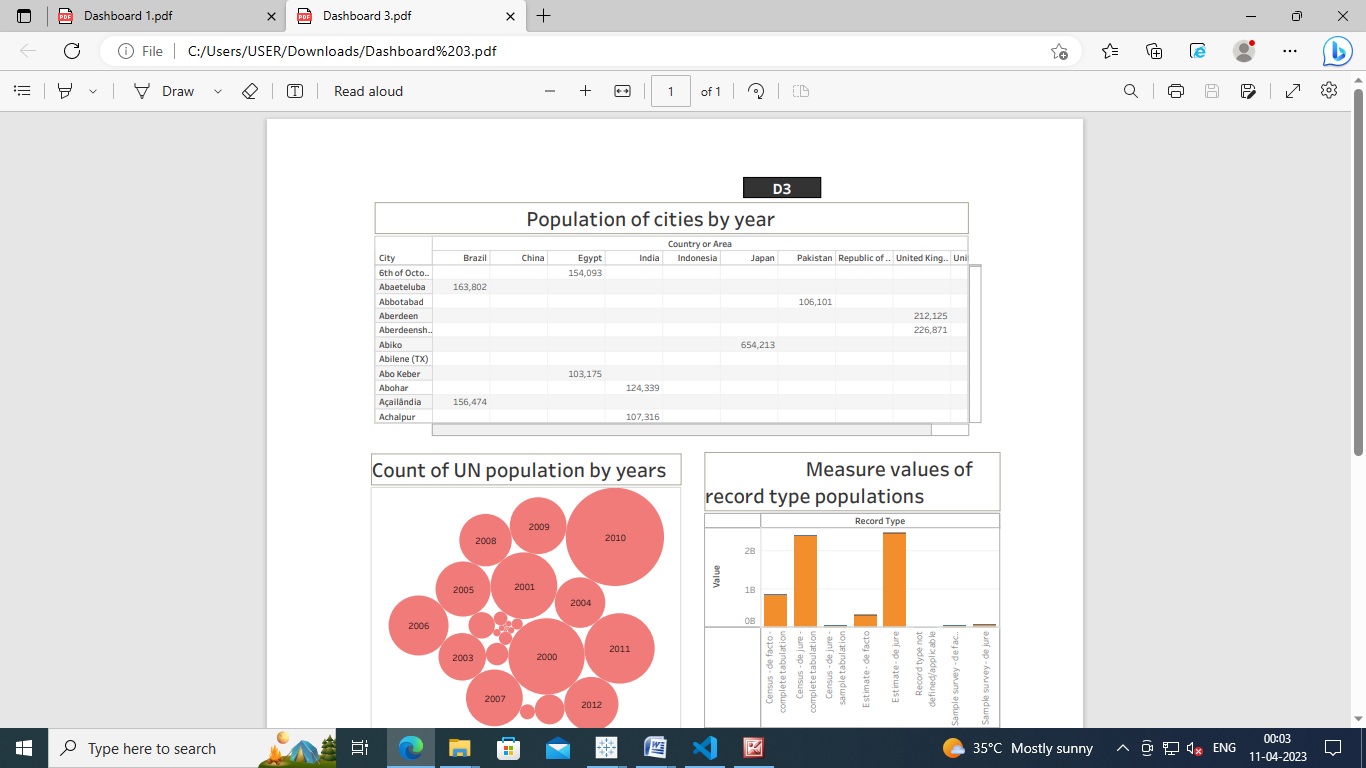 Dashboard 1.pdf
Dashboard 3.pdf
File
C:/Users/USER/Downloads/Dashboard%203.pdf
Draw
Read aloud
1
of 1
D3
Population of cities by year
Country or Area
City Brazil China Egypt India Indonesia Japan Pakistan Republic of .. United King.. Uni
6th of Octo.. 154,093
Abaeteluba 163,802
Abbotabad 106,101
Aberdeen 212,125
Aberdeensh.. 226,871
Abiko 654,213
Abilene (TX)
Abo Keber 103,175
Abohar 124,339
Açailândia 156,474
Achalpur 107,316
Count of UN population by years
2009
2010
2008
2005
2001
2004
2006
2003
2000
2011
2007
2012
Measure values of
record type populations
Record Type
Value
2B
1B
0B
Census - de facto -
complete tabulation
Census - de jure -
complete tabulation
Census - de jure -
sample tabulation
Estimate - de facto
Estimate - de jure
Record type not
defined/applicable
Sample survey - de fac..
Sample survey - de jure
Type here to search
35°C Mostly sunny
ENG
00:03
11-04-2023